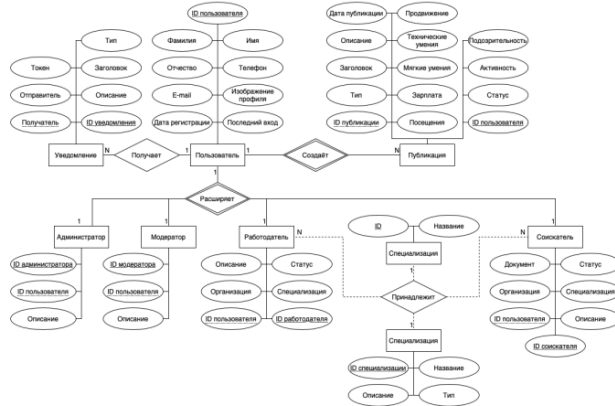 ID пользователя
Дата публикации
Продвижение
Тип
Фамилия
Имя
Описание
Технические умения
Подозрительность
Токен
Заголовок
Отчество
Телефон
Заголовок
Мягкие умения
Активность
Отправитель
Описание
E-mail
Изображение профиля
Тип
Зарплата
Статус
Получатель
ID уведомления
Дата регистрации
Последний вход
ID публикации
Посещения
ID пользователя
Уведомление
N
Получает
1
Пользователь
1
Создаёт
N
Публикация
1
Расширяет
1
1
1
1
Администратор
Модератор
Работодатель
N
ID
Название
N
Соискатель
Специализация
ID администратора
ID модератора
Описание
Статус
1
Документ
Статус
ID пользователя
ID пользователя
Организация
Специализация
Принадлежит
Организация
Специализация
Описание
Описание
ID пользователя
ID работодателя
1
ID пользователя
Описание
Специализация
ID соискателя
ID специализации
Название
Описание
Тип